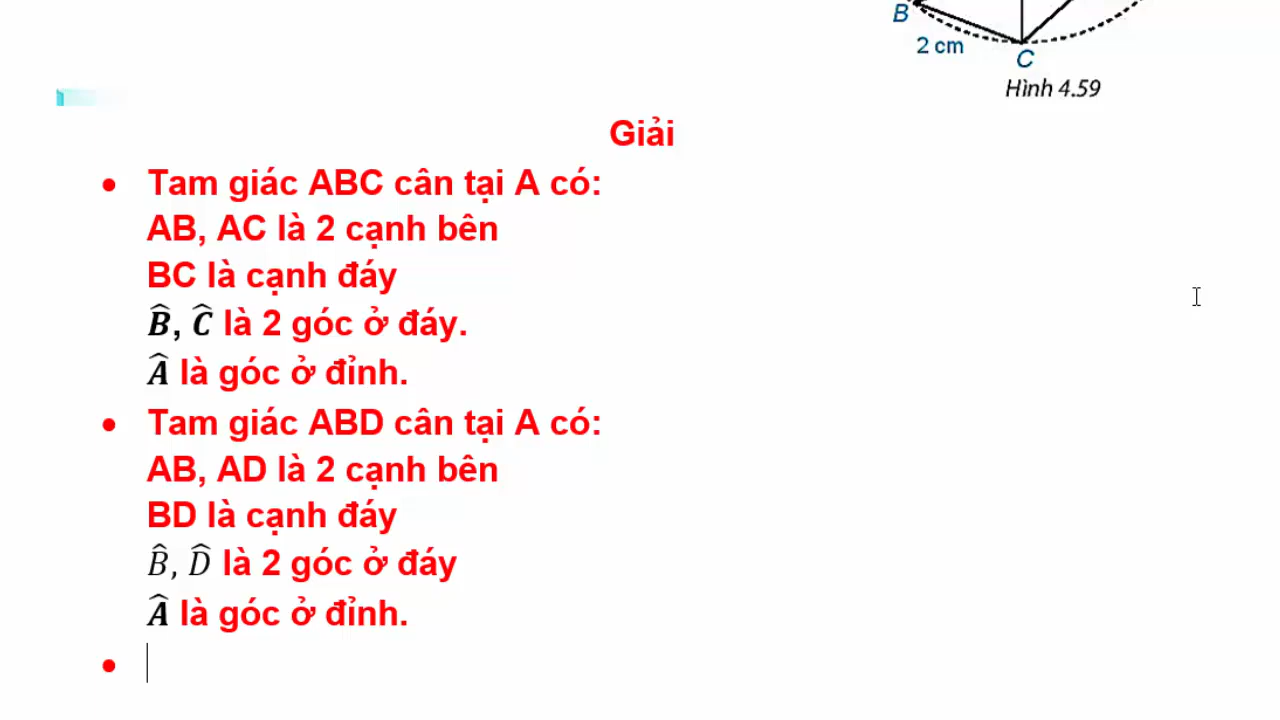 B
2 cm
C
Hình 4.59
Giải
• Tam giác ABC cân tại A có:
AB, AC là 2 cạnh bên
BC là cạnh đáy
B̂, Ĉ là 2 góc ở đáy.
Â là góc ở đỉnh.
• Tam giác ABD cân tại A có:
AB, AD là 2 cạnh bên
BD là cạnh đáy
B̂, D̂ là 2 góc ở đáy
Â là góc ở đỉnh.
•